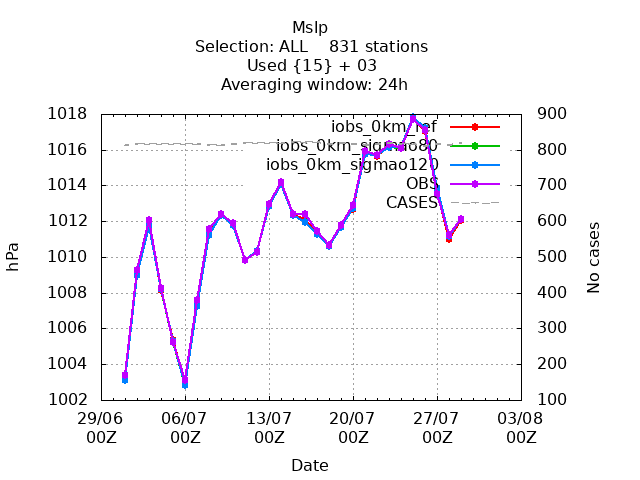 Mslp
Selection: ALL    831 stations
Used {15} + 03
Averaging window: 24h
1018
1016
1014
1012
1010
1008
1006
1004
1002
900
800
700
600
500
400
300
200
100
iobs_0km_ref
iobs_0km_sigmao80
iobs_0km_sigmao120
OBS
CASES
hPa
No cases
29/06 06/07 13/07 20/07 27/07 03/08
00Z 00Z 00Z 00Z 00Z 00Z
Date